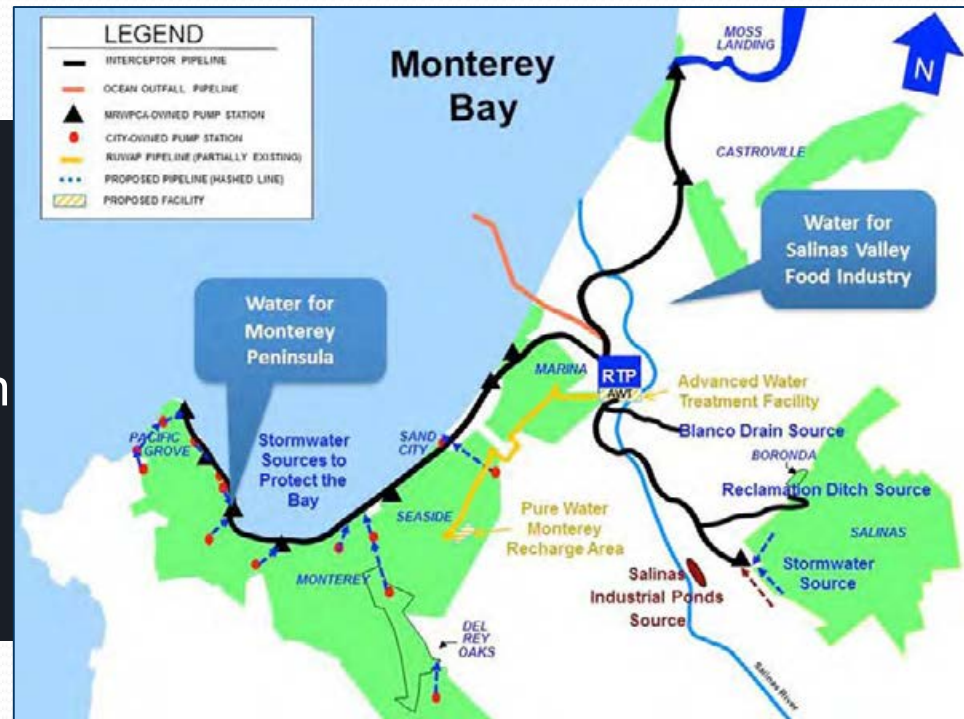 LEGEND
INTERCEPTOR PIPELINE
OCEAN OUTFALL PIPELINE
MRWPCA-OWNED PUMP STATION
CITY-OWNED PUMP STATION
RUWAP PIPELINE (PARTIALLY EXISTING)
PROPOSED PIPELINE (HASHED LINE)
PROPOSED FACILITY
Monterey
Bay
MOSS
LANDING
N
CASTROVILLE
Water for
Salinas Valley
Food Industry
Water for
Monterey
Peninsula
MARINA
RTP
AWT
Advanced Water
Treatment Facility
PACIFIC
GROVE
Stormwater
Sources to
Protect the
Bay
SAND
CITY
Blanco Drain Source
BORONDA
Reclamation Ditch Source
SEASIDE
Pure Water
Monterey
Recharge Area
SALINAS
MONTEREY
Salinas
Industrial Ponds
Source
Stormwater
Source
DEL
REY
OAKS
Salinas River